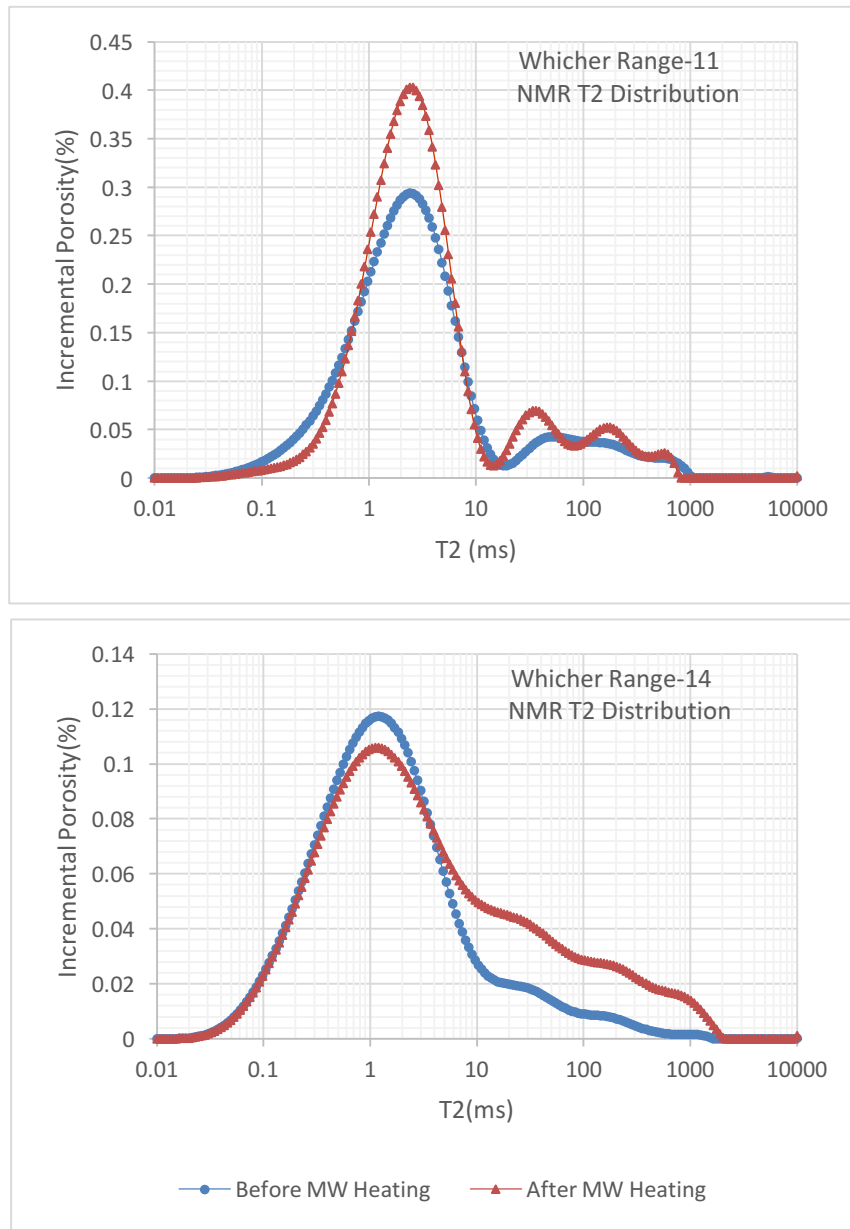 Whicher Range-11
NMR T2 Distribution
Incremental Porosity(%)
0.45
0.4
0.35
0.3
0.25
0.2
0.15
0.1
0.05
0
0.01 0.1 1 10 100 1000 10000
T2 (ms)
Whicher Range-14
NMR T2 Distribution
Incremental Porosity(%)
0.14
0.12
0.1
0.08
0.06
0.04
0.02
0
0.01 0.1 1 10 100 1000 10000
T2(ms)
Before MW Heating After MW Heating